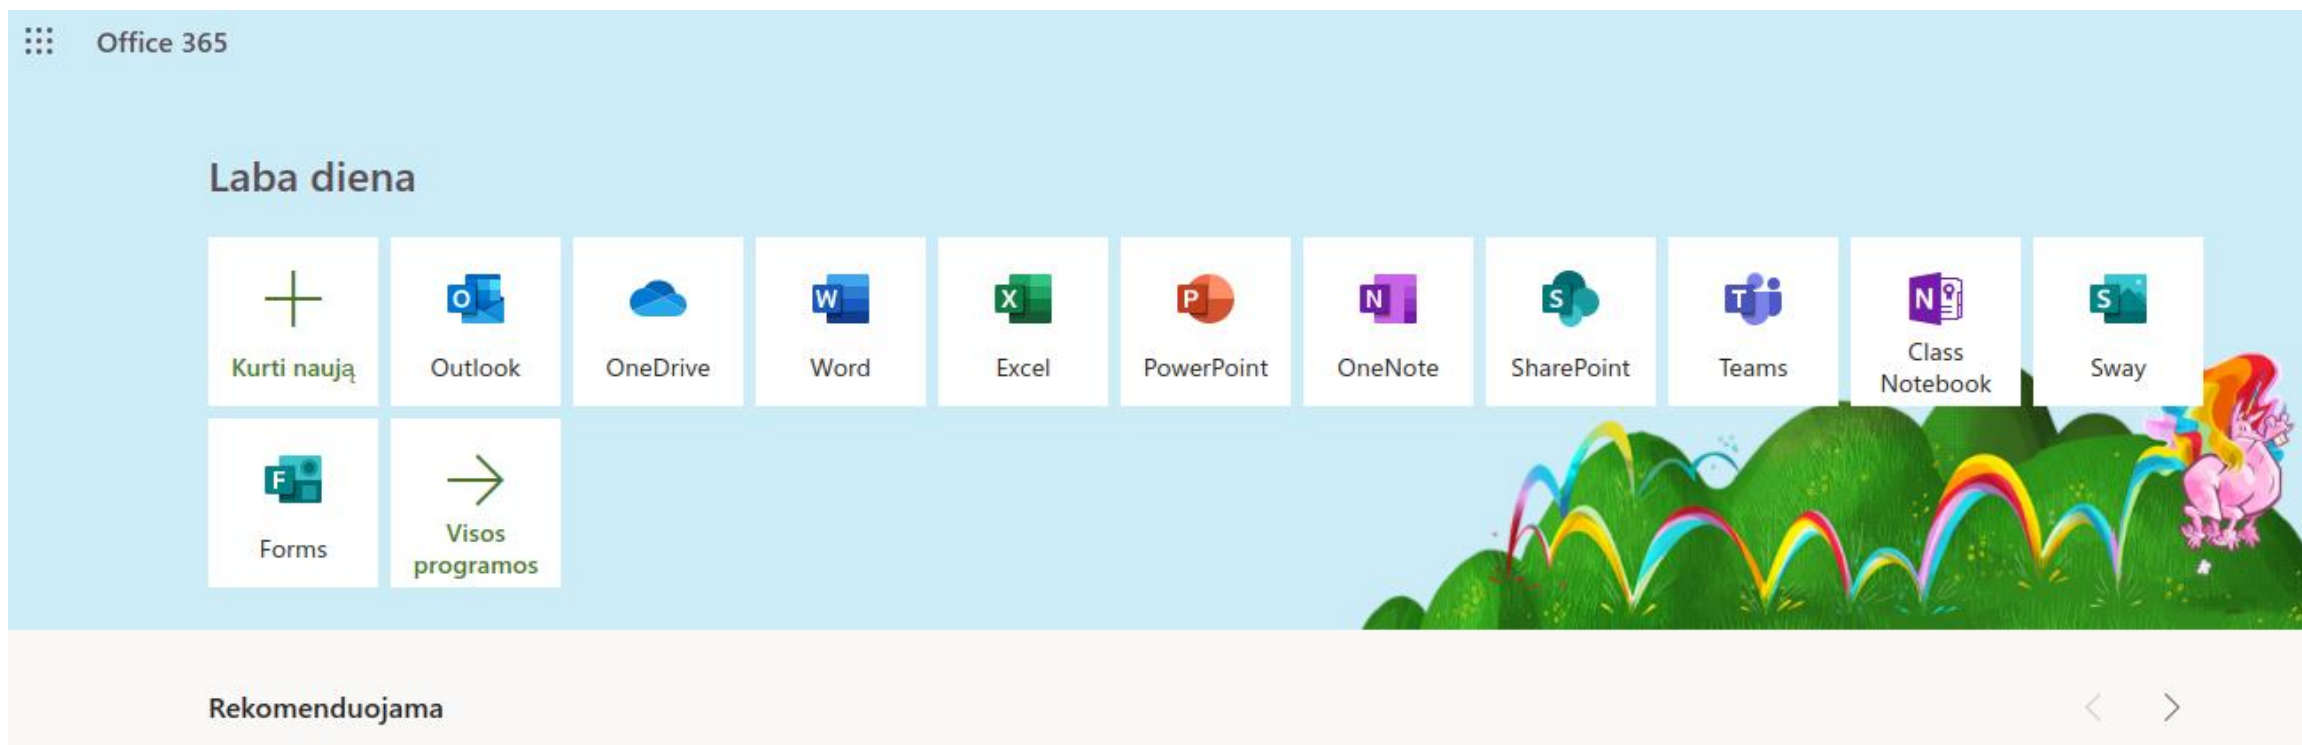 Office 365
Laba diena
Kurti naują
Outlook
OneDrive
Word
Excel
PowerPoint
OneNote
SharePoint
Teams
Class
Notebook
Sway
Forms
Visos
programos
Rekomenduojama